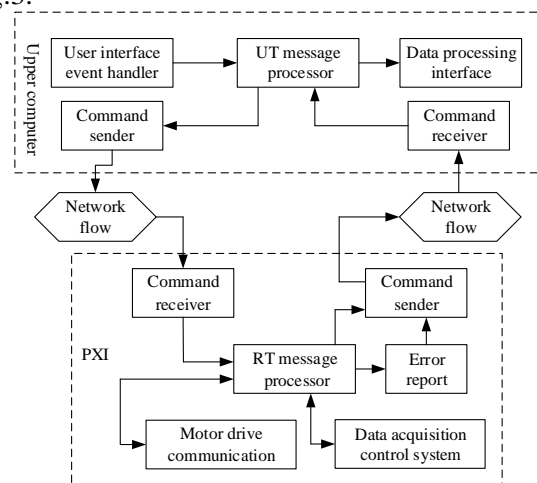 g.3.
User interface
event handler
UT message
processor
Data processing
interface
Upper computer
Command
sender
Command
receiver
Network
flow
Network
flow
Command
receiver
Command
sender
PXI
RT message
processor
Error
report
Motor drive
communication
Data acquisition
control system